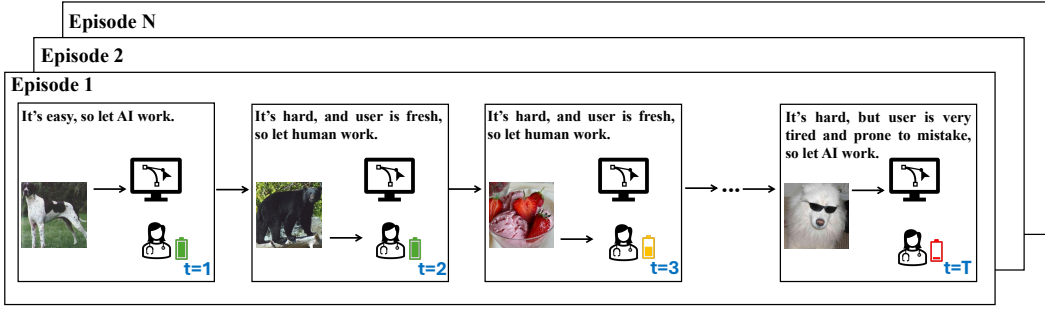 Episode N
Episode 2
Episode 1
It's easy, so let AI work.
t=1
It's hard, and user is fresh,
so let human work.
t=2
It's hard, and user is fresh,
so let human work.
t=3
...
It's hard, but user is very
tired and prone to mistake,
so let AI work.
t=T